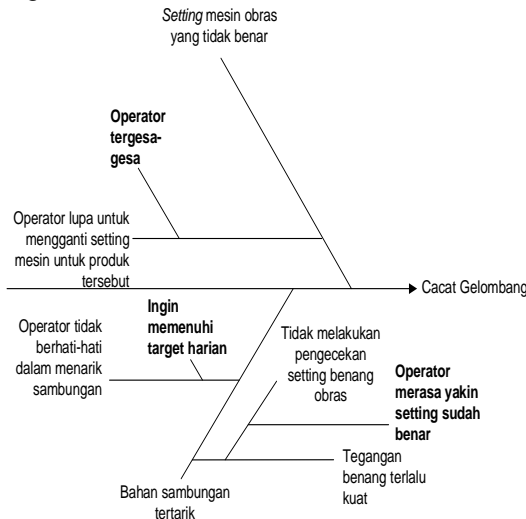 Setting mesin obras
yang tidak benar
Operator
tergesa-
gesa
Operator lupa untuk
mengganti setting
mesin untuk produk
tersebut
Cacat Gelombang
Ingin
memenuhi
target harian
Operator tidak
berhati-hati
dalam menarik
sambungan
Tidak melakukan
pengecekan
setting benang
obras
Operator
merasa yakin
setting sudah
benar
Tegangan
benang terlalu
kuat
Bahan sambungan
tertarik